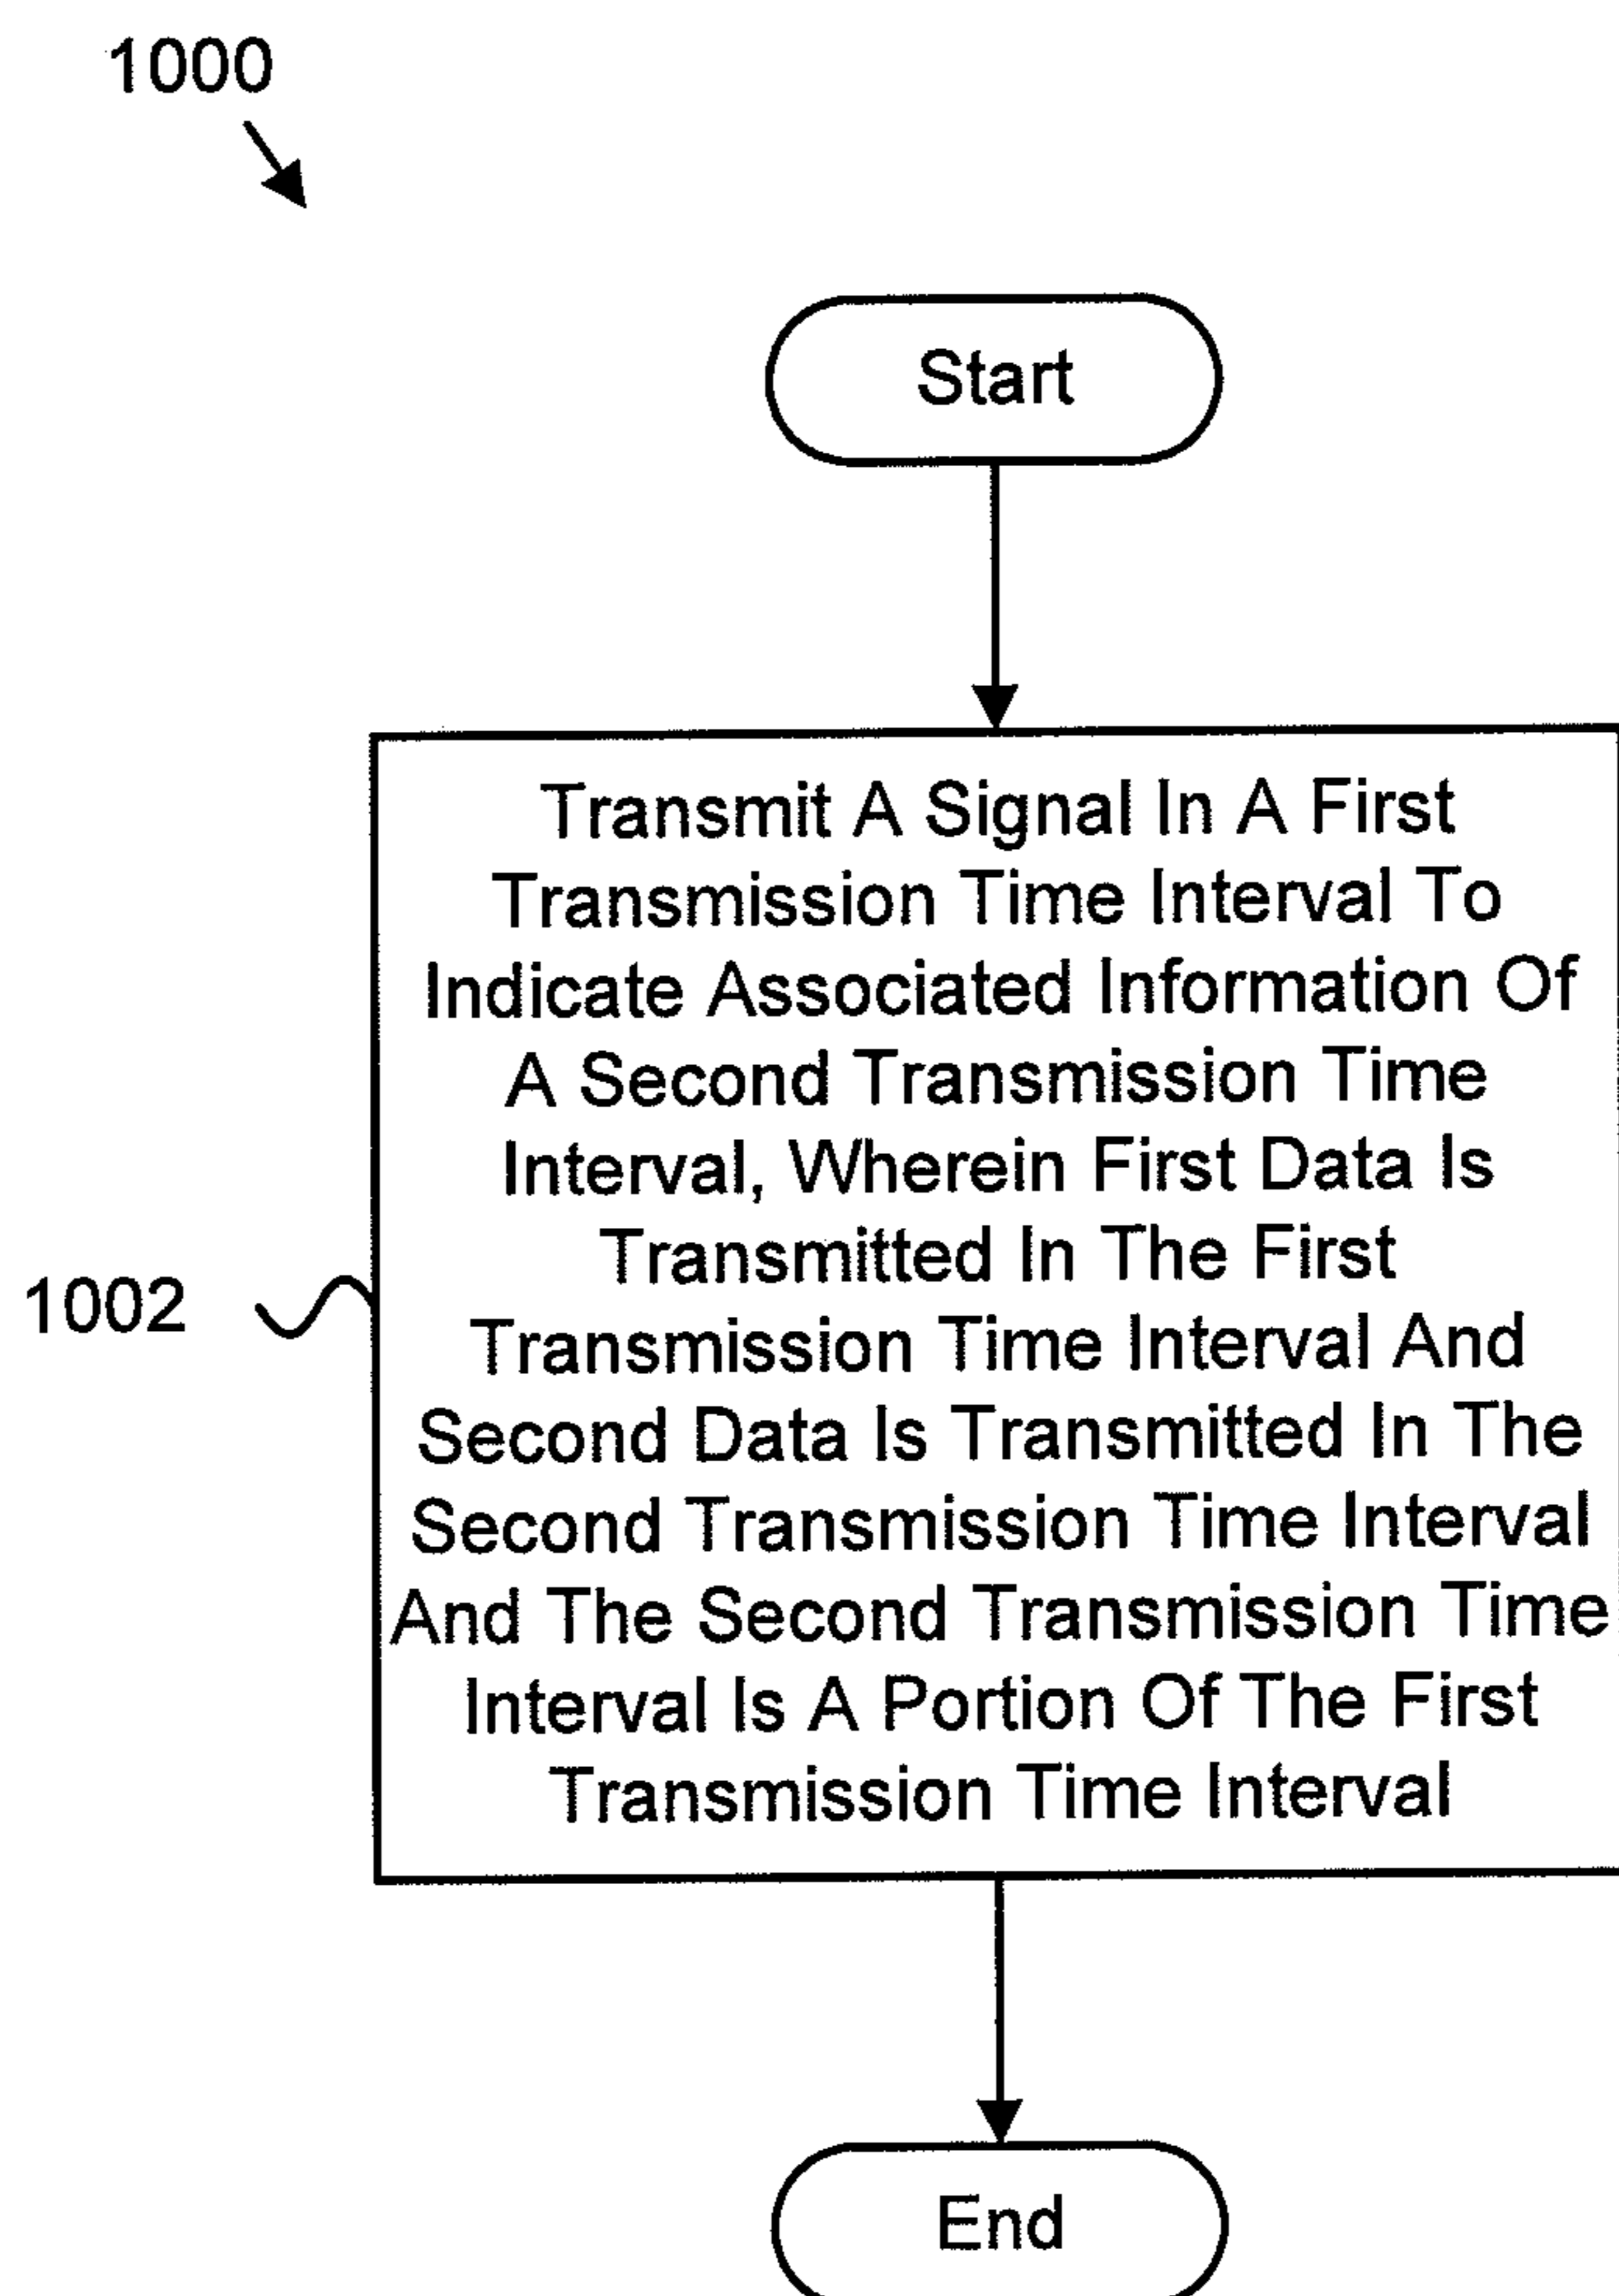 1000
Start
Transmit A Signal In A First
Transmission Time Interval To
Indicate Associated Information Of
A Second Transmission Time
Interval, Wherein First Data Is
Transmitted In The First
Transmission Time Interval And
Second Data Is Transmitted In The
Second Transmission Time Interval
And The Second Transmission Time
Interval Is A Portion Of The First
Transmission Time Interval
1002
End